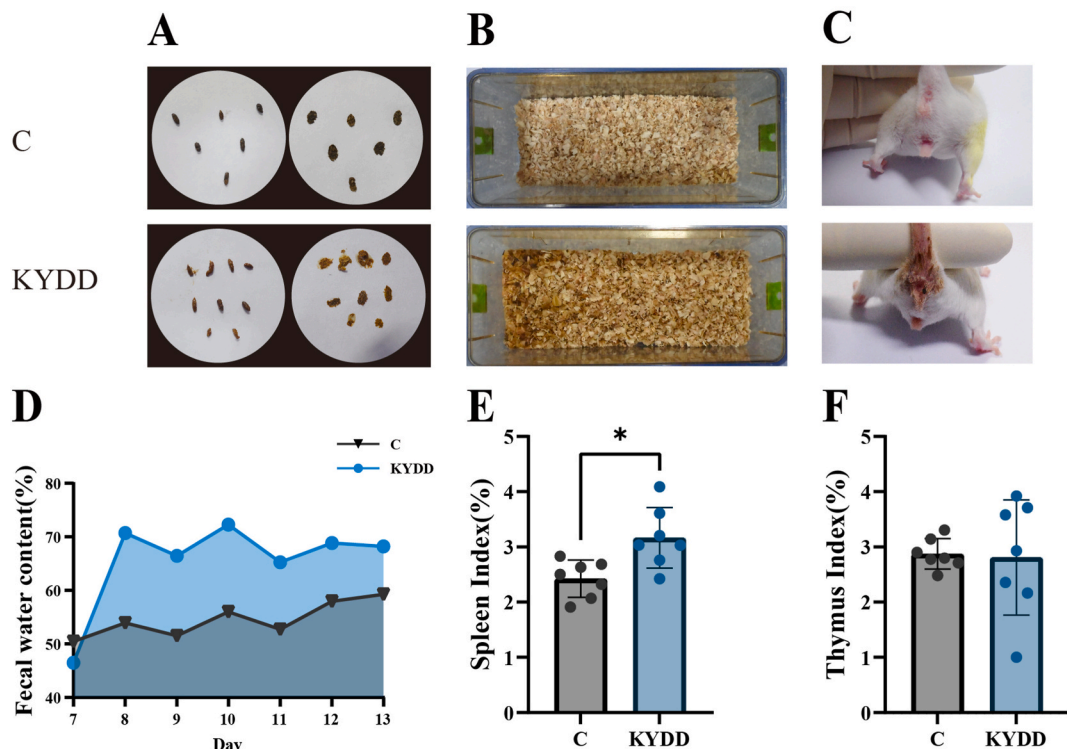 A B C
C
KYDD
D E F
C
KYDD
Fecal water content(%)
80
70
60
50
40
7 8 9 10 11 12 13
Day
Spleen Index(%)
5
4
3
2
1
0
*
C KYDD
Thymus Index(%)
5
4
3
2
1
0
C KYDD